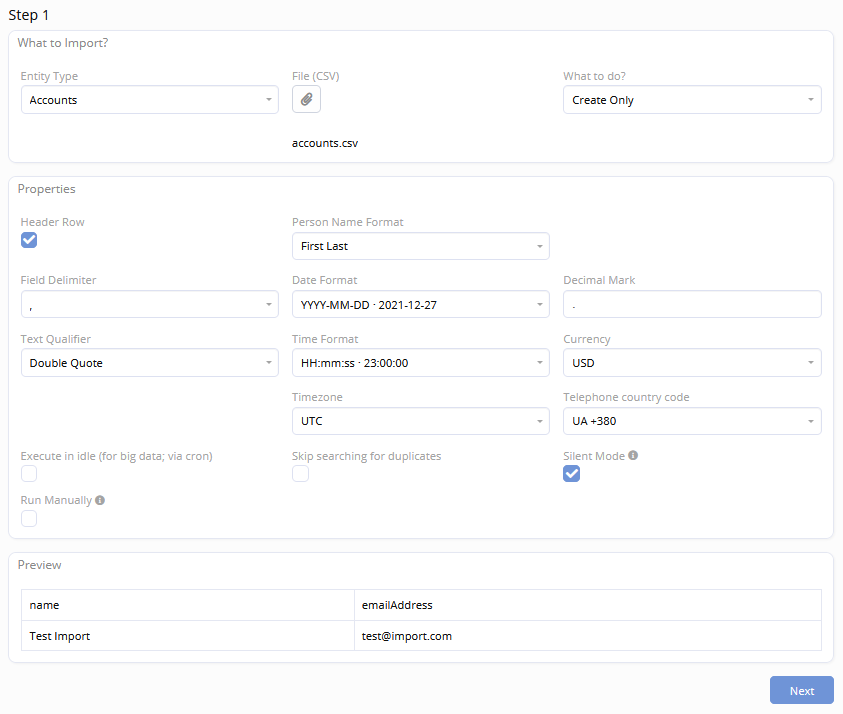 Step 1
What to Import?
Entity Type
File (CSV)
What to do?
Accounts
Create Only
accounts.csv
Properties
Header Row
Person Name Format
First Last
Field Delimiter
Date Format
Decimal Mark
,
YYYY-MM-DD · 2021-12-27
.
Text Qualifier
Time Format
Currency
Double Quote
HH:mm:ss · 23:00:00
USD
Timezone
Telephone country code
UTC
UA +380
Execute in idle (for big data; via cron)
Skip searching for duplicates
Silent Mode
Run Manually
Preview
name
emailAddress
Test Import
test@import.com
Next